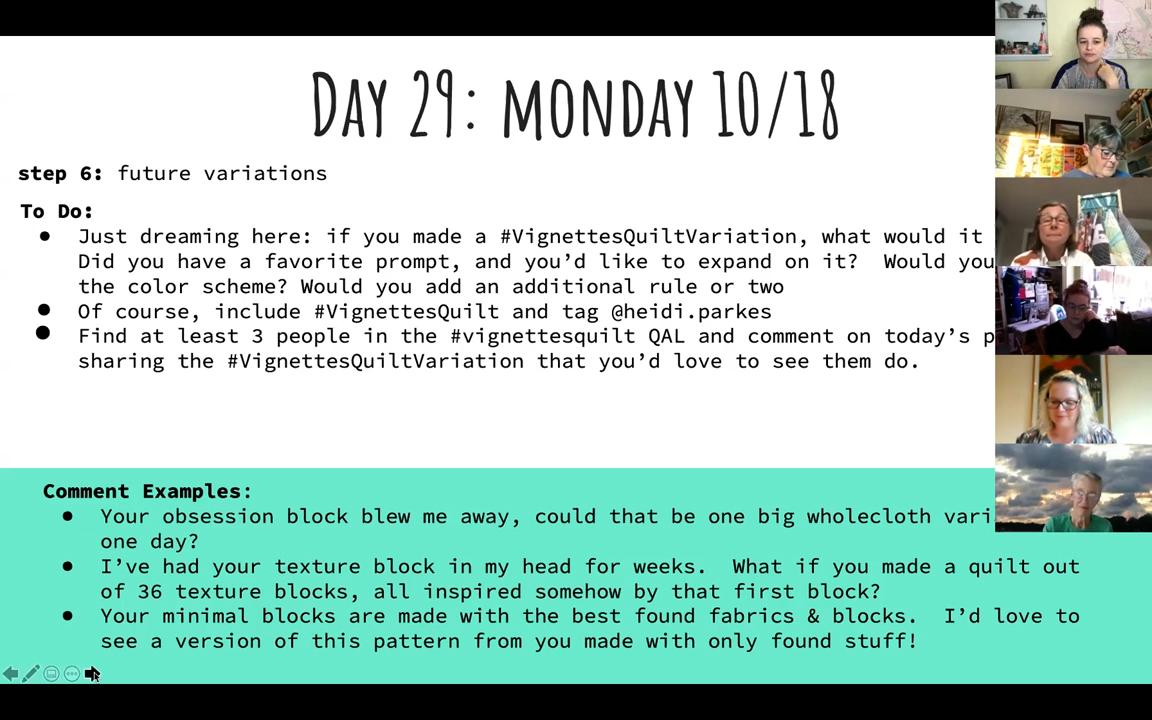 Day 29: monday 10/18
step 6: future variations
To Do:
● Just dreaming here: if you made a #VignettesQuiltVariation, what would it
Did you have a favorite prompt, and you’d like to expand on it?  Would you
the color scheme? Would you add an additional rule or two
● Of course, include #VignettesQuilt and tag @heidi.parkes
● Find at least 3 people in the #vignettesquilt QAL and comment on today’s
sharing the #VignettesQuiltVariation that you’d love to see them do.
Comment Examples:
● Your obsession block blew me away, could that be one big wholecloth
one day?
● I’ve had your texture block in my head for weeks.  What if you made a quilt out
of 36 texture blocks, all inspired somehow by that first block?
● Your minimal blocks are made with the best found fabrics & blocks.  I’d love to
see a version of this pattern from you made with only found stuff!